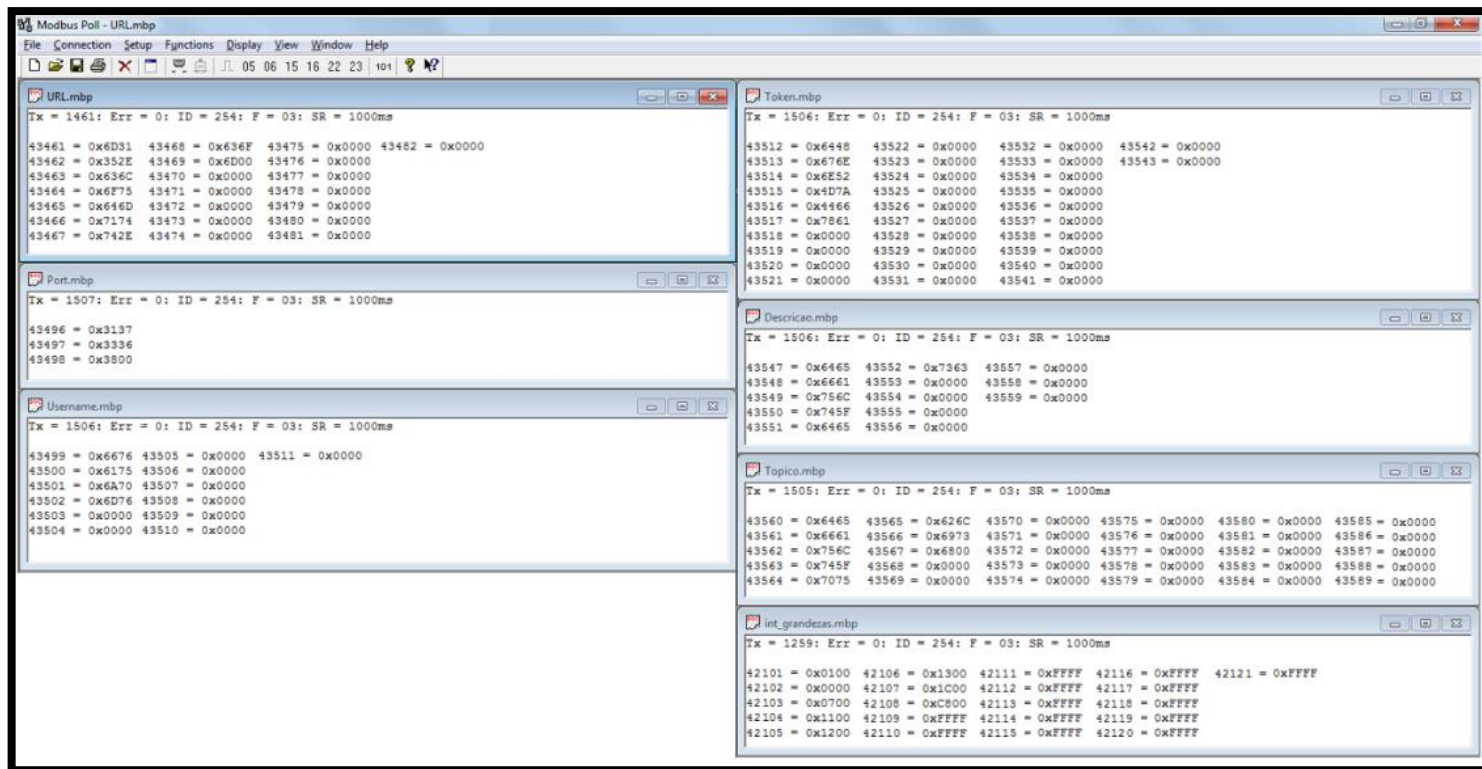 Modbus Poll - URL.mbp
File Connection Setup Functions Display View Window Help
05 06 15 16 22 23 101
URL.mbp
Tx = 1461: Err = 0: ID = 254: F = 03: SR = 1000ms
43461 = 0x6D31 43468 = 0x636F 43475 = 0x0000 43482 = 0x0000
43462 = 0x352E 43469 = 0x6D00 43476 = 0x0000
43463 = 0x636C 43470 = 0x0000 43477 = 0x0000
43464 = 0x6F75 43471 = 0x0000 43478 = 0x0000
43465 = 0x646D 43472 = 0x0000 43479 = 0x0000
43466 = 0x7174 43473 = 0x0000 43480 = 0x0000
43467 = 0x742E 43474 = 0x0000 43481 = 0x0000
Port.mbp
Tx = 1507: Err = 0: ID = 254: F = 03: SR = 1000ms
43496 = 0x3137
43497 = 0x3336
43498 = 0x3800
Username.mbp
Tx = 1506: Err = 0: ID = 254: F = 03: SR = 1000ms
43499 = 0x6676 43505 = 0x0000 43511 = 0x0000
43500 = 0x6175 43506 = 0x0000
43501 = 0x6A70 43507 = 0x0000
43502 = 0x6D76 43508 = 0x0000
43503 = 0x0000 43509 = 0x0000
43504 = 0x0000 43510 = 0x0000
Token.mbp
Tx = 1506: Err = 0: ID = 254: F = 03: SR = 1000ms
43512 = 0x6448 43522 = 0x0000 43532 = 0x0000 43542 = 0x0000
43513 = 0x676E 43523 = 0x0000 43533 = 0x0000 43543 = 0x0000
43514 = 0x6E52 43524 = 0x0000 43534 = 0x0000
43515 = 0x4D7A 43525 = 0x0000 43535 = 0x0000
43516 = 0x4466 43526 = 0x0000 43536 = 0x0000
43517 = 0x7861 43527 = 0x0000 43537 = 0x0000
43518 = 0x0000 43528 = 0x0000 43538 = 0x0000
43519 = 0x0000 43529 = 0x0000 43539 = 0x0000
43520 = 0x0000 43530 = 0x0000 43540 = 0x0000
43521 = 0x0000 43531 = 0x0000 43541 = 0x0000
Descricao.mbp
Tx = 1506: Err = 0: ID = 254: F = 03: SR = 1000ms
43547 = 0x6465 43552 = 0x7363 43557 = 0x0000
43548 = 0x6661 43553 = 0x0000 43558 = 0x0000
43549 = 0x756C 43554 = 0x0000 43559 = 0x0000
43550 = 0x745F 43555 = 0x0000
43551 = 0x6465 43556 = 0x0000
Topico.mbp
Tx = 1505: Err = 0: ID = 254: F = 03: SR = 1000ms
43560 = 0x6465 43565 = 0x626C 43570 = 0x0000 43575 = 0x0000 43580 = 0x0000 43585 = 0x0000
43561 = 0x6661 43566 = 0x6973 43571 = 0x0000 43576 = 0x0000 43581 = 0x0000 43586 = 0x0000
43562 = 0x756C 43567 = 0x6800 43572 = 0x0000 43577 = 0x0000 43582 = 0x0000 43587 = 0x0000
43563 = 0x745F 43568 = 0x0000 43573 = 0x0000 43578 = 0x0000 43583 = 0x0000 43588 = 0x0000
43564 = 0x7075 43569 = 0x0000 43574 = 0x0000 43579 = 0x0000 43584 = 0x0000 43589 = 0x0000
int_grandezas.mbp
Tx = 1259: Err = 0: ID = 254: F = 03: SR = 1000ms
42101 = 0x0100 42106 = 0x1300 42111 = 0xFFFF 42116 = 0xFFFF 42121 = 0xFFFF
42102 = 0x0000 42107 = 0x1C00 42112 = 0xFFFF 42117 = 0xFFFF
42103 = 0x0700 42108 = 0xC800 42113 = 0xFFFF 42118 = 0xFFFF
42104 = 0x1100 42109 = 0xFFFF 42114 = 0xFFFF 42119 = 0xFFFF
42105 = 0x1200 42110 = 0xFFFF 42115 = 0xFFFF 42120 = 0xFFFF